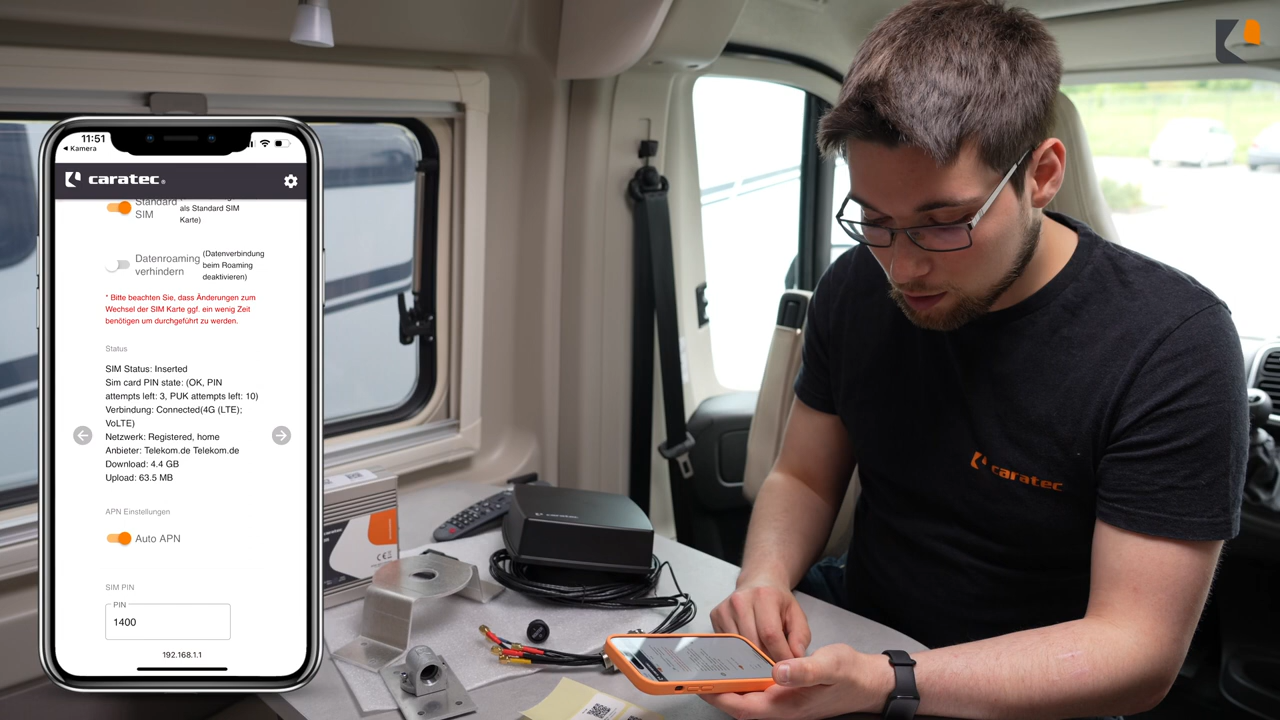 11:51
Kamera
caratec
Standard
SIM
als Standard SIM
Karte)
Datenroaming
verhindern
(Datenverbindung
beim Roaming
deaktivieren)
* Bitte beachten Sie, dass Änderungen zum
Wechsel der SIM Karte ggf. ein wenig Zeit
benötigen um durchgeführt zu werden.
Status
SIM Status: Inserted
Sim card PIN state: (OK, PIN
attempts left: 3, PUK attempts left: 10)
Verbindung: Connected(4G (LTE);
VoLTE)
Netzwerk: Registered, home
Anbieter: Telekom.de Telekom.de
Download: 4.4 GB
Upload: 63.5 MB
APN Einstellungen
Auto APN
SIM PIN
PIN
1400
192.168.1.1
caratec
caratec